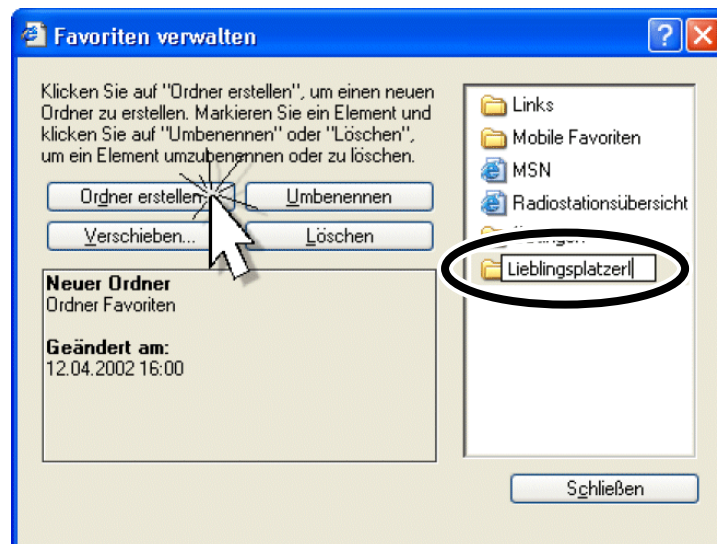 Favoriten verwalten
Klicken Sie auf "Ordner erstellen", um einen neuen
Ordner zu erstellen. Markieren Sie ein Element und
klicken Sie auf "Umbenennen" oder "Löschen",
um ein Element umzubenennen oder zu löschen.
Ordner erstellen
Umbenennen
Verschieben...
Löschen
Neuer Ordner
Ordner Favoriten
Geändert am:
12.04.2002 16:00
Links
Mobile Favoriten
MSN
Radiostationsübersicht
Lieblingsplatzerl
Schließen